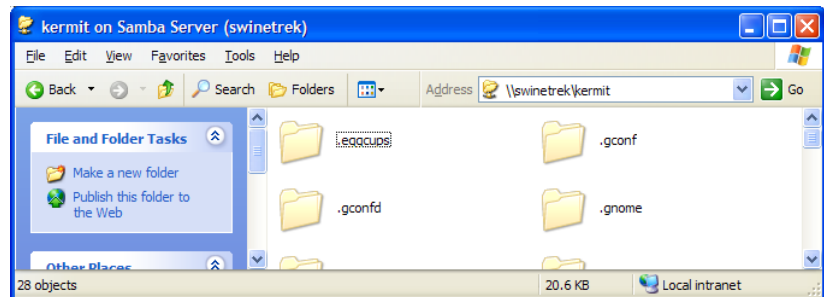 kermit on Samba Server (swinetrek)
File Edit View Favorites Tools Help
Back Search Folders Address \\swinetrek\kermit Go
File and Folder Tasks
Make a new folder
Publish this folder to
the Web
Other Places
.eggcups
.gconf
.gconfd
.gnome
28 objects 20.6 KB Local intranet